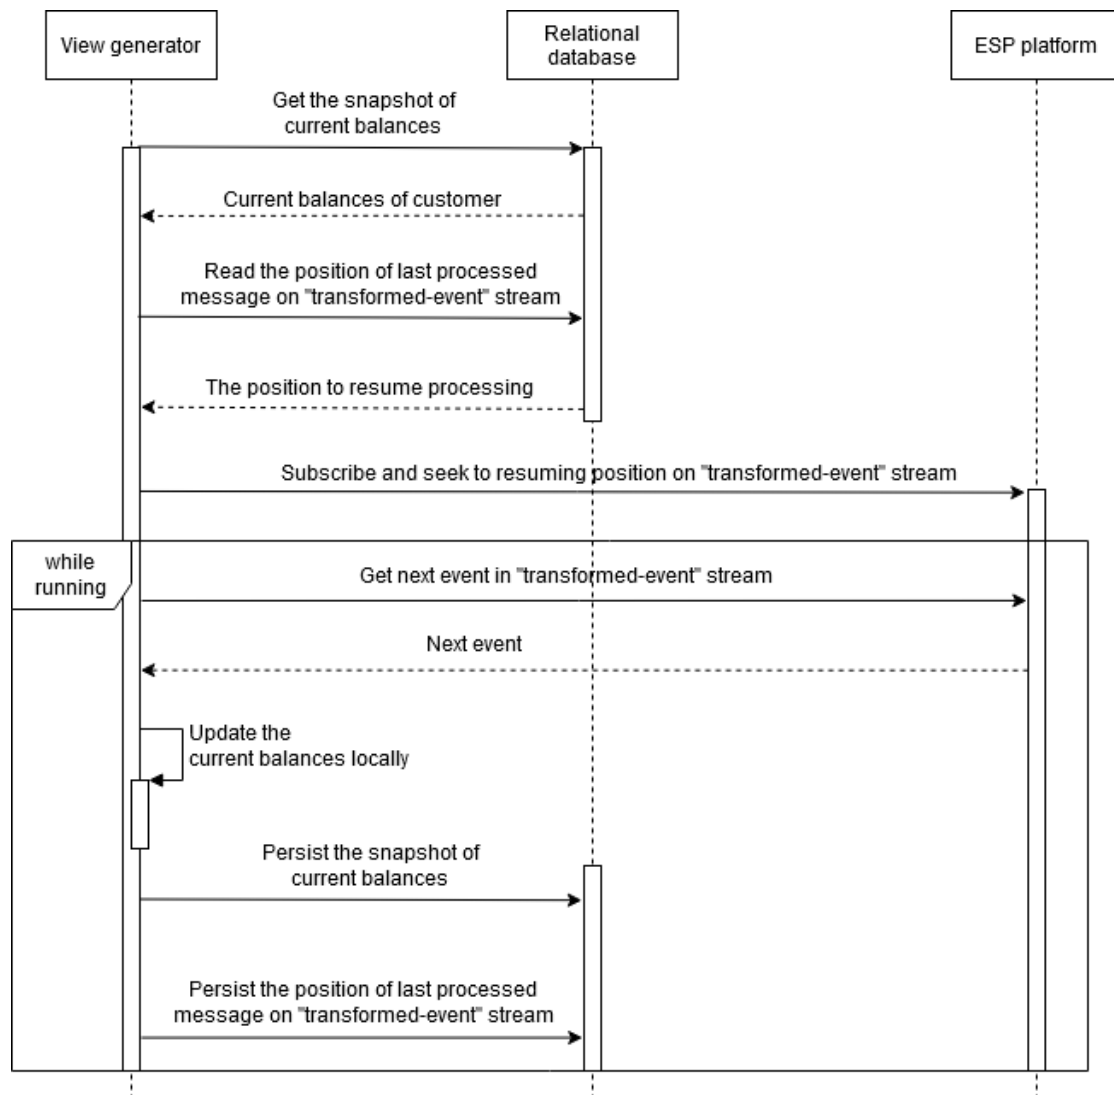 View generator
Relational
database
ESP platform
Get the snapshot of
current balances
Current balances of customer
Read the position of last processed
message on "transformed-event" stream
The position to resume processing
Subscribe and seek to resuming position on "transformed-event" stream
while
running
Get next event in "transformed-event" stream
Next event
Update the
current balances locally
Persist the snapshot of
current balances
Persist the position of last processed
message on "transformed-event" stream